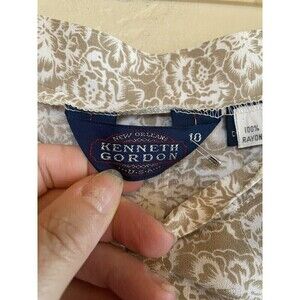 NEW ORLEANS
KENNETH
GORDON
U.S.A.
10
100%
RAYON